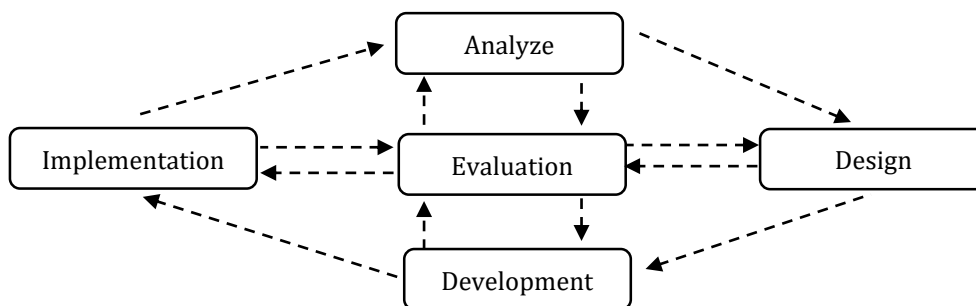 Analyze
Implementation
Evaluation
Design
Development